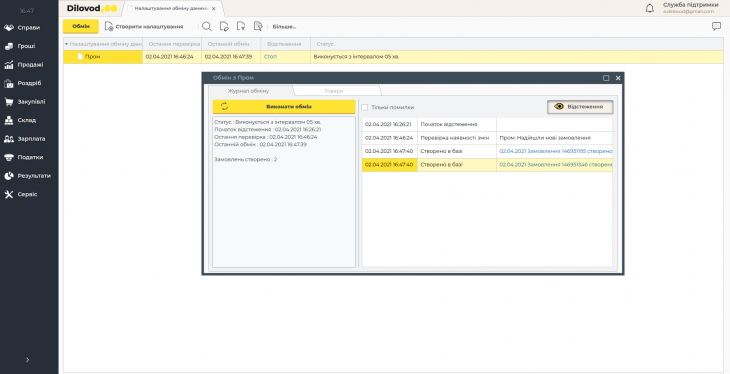 16:47
Dilovod
Налаштування обміну даними ×
Служба підтримки
Справи
Гроші
Продажі
Роздріб
Закупівлі
Склад
Зарплата
Податки
Результати
Сервіс
Обмін
Створити налаштування
Більше...
Налаштування обміну дани
Остання перевірка
Останній обмін
Відстеження
Статус
Пром
02.04.2021 16:46:24
02.04.2021 16:47:39
Стоп
Виконується з інтервалом 05 хв.
Обмін з Пром
Журнал обміну
Товари
Виконати обмін
Тільки помилки
Відстеження
Статус : Виконується з інтервалом 05 хв.
Початок відстеження : 02.04.2021 16:26:21
Остання перевірка : 02.04.2021 16:46:24
Останній обмін : 02.04.2021 16:47:39
Замовлень створено : 2
02.04.2021 16:26:21 Початок відстеження
02.04.2021 16:46:24 Перевірка наявності змін Пром: Надійшли нові замовлення
02.04.2021 16:47:40 Створено в базі 02.04.2021 Замовлення 146951195 створено
02.04.2021 16:47:40 Створено в базі 02.04.2021 Замовлення 146951546 створено